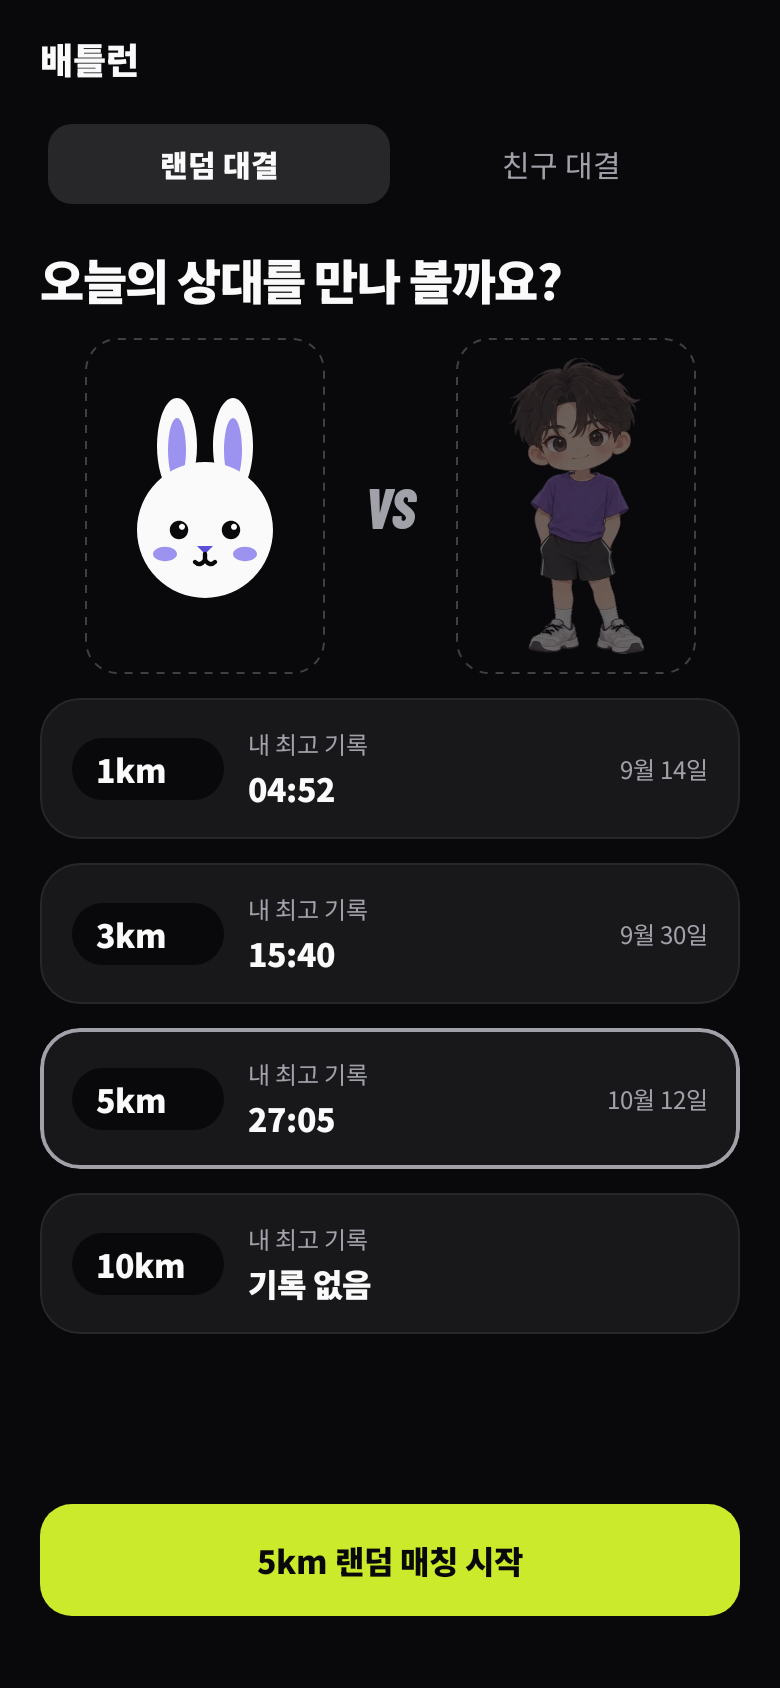 배틀런
랜덤 대결
친구 대결
오늘의 상대를 만나 볼까요?
VS
1km
내 최고 기록
04:52
9월 14일
3km
내 최고 기록
15:40
9월 30일
5km
내 최고 기록
27:05
10월 12일
10km
내 최고 기록
기록 없음
5km 랜덤 매칭 시작